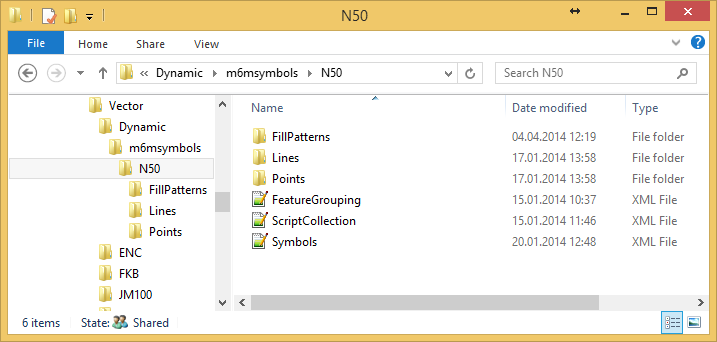 N50
File Home Share View
« Dynamic m6msymbols N50 Search N50
Vector
Dynamic
m6msymbols
N50
FillPatterns
Lines
Points
ENC
FKB
JM100
Name Date modified Type
FillPatterns 04.04.2014 12:19 File folder
Lines 17.01.2014 13:58 File folder
Points 17.01.2014 13:58 File folder
FeatureGrouping 15.01.2014 10:37 XML File
ScriptCollection 15.01.2014 11:46 XML File
Symbols 20.01.2014 12:48 XML File
6 items State: Shared